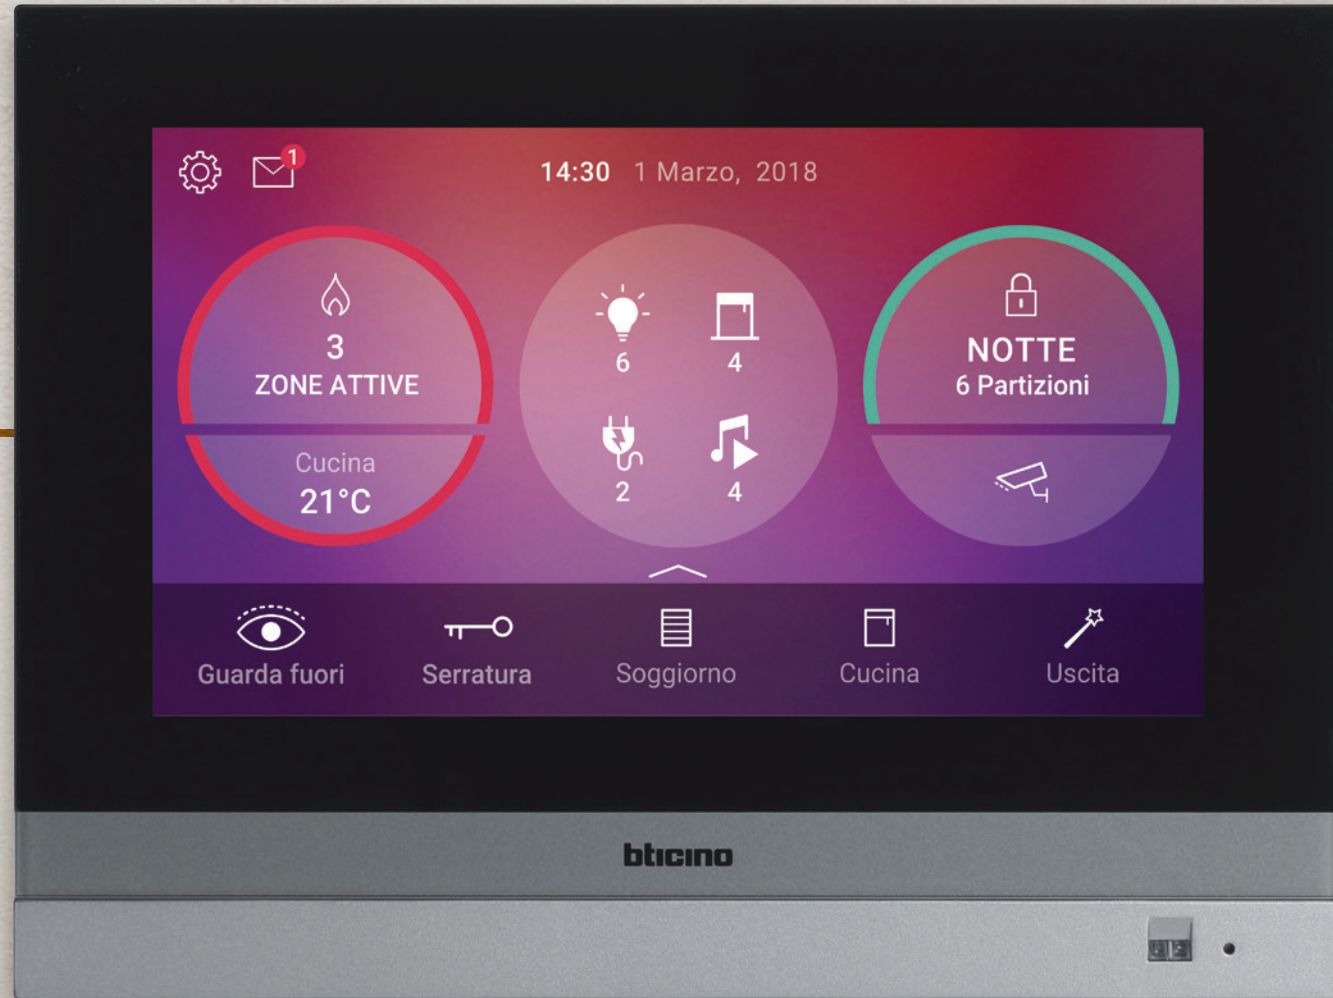 1
14:30 1 Marzo, 2018
3
ZONE ATTIVE
Cucina
21°C
6
4
2
4
NOTTE
6 Partizioni
Guarda fuori
Serratura
Soggiorno
Cucina
Uscita
bticino